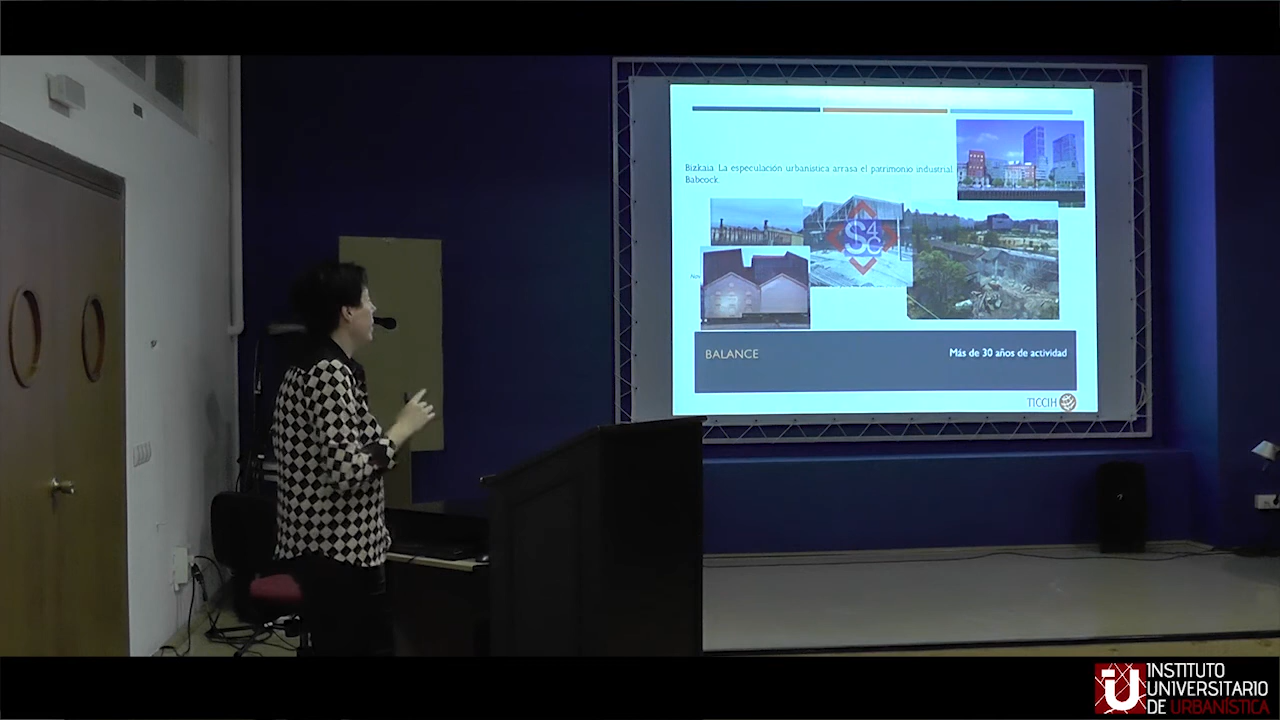 Bizkaia. La especulación urbanística arrasa el patrimonio industrial.
Babcock.
S4C
BALANCE
Más de 30 años de actividad
TICCIH
INSTITUTO
UNIVERSITARIO
DE URBANÍSTICA